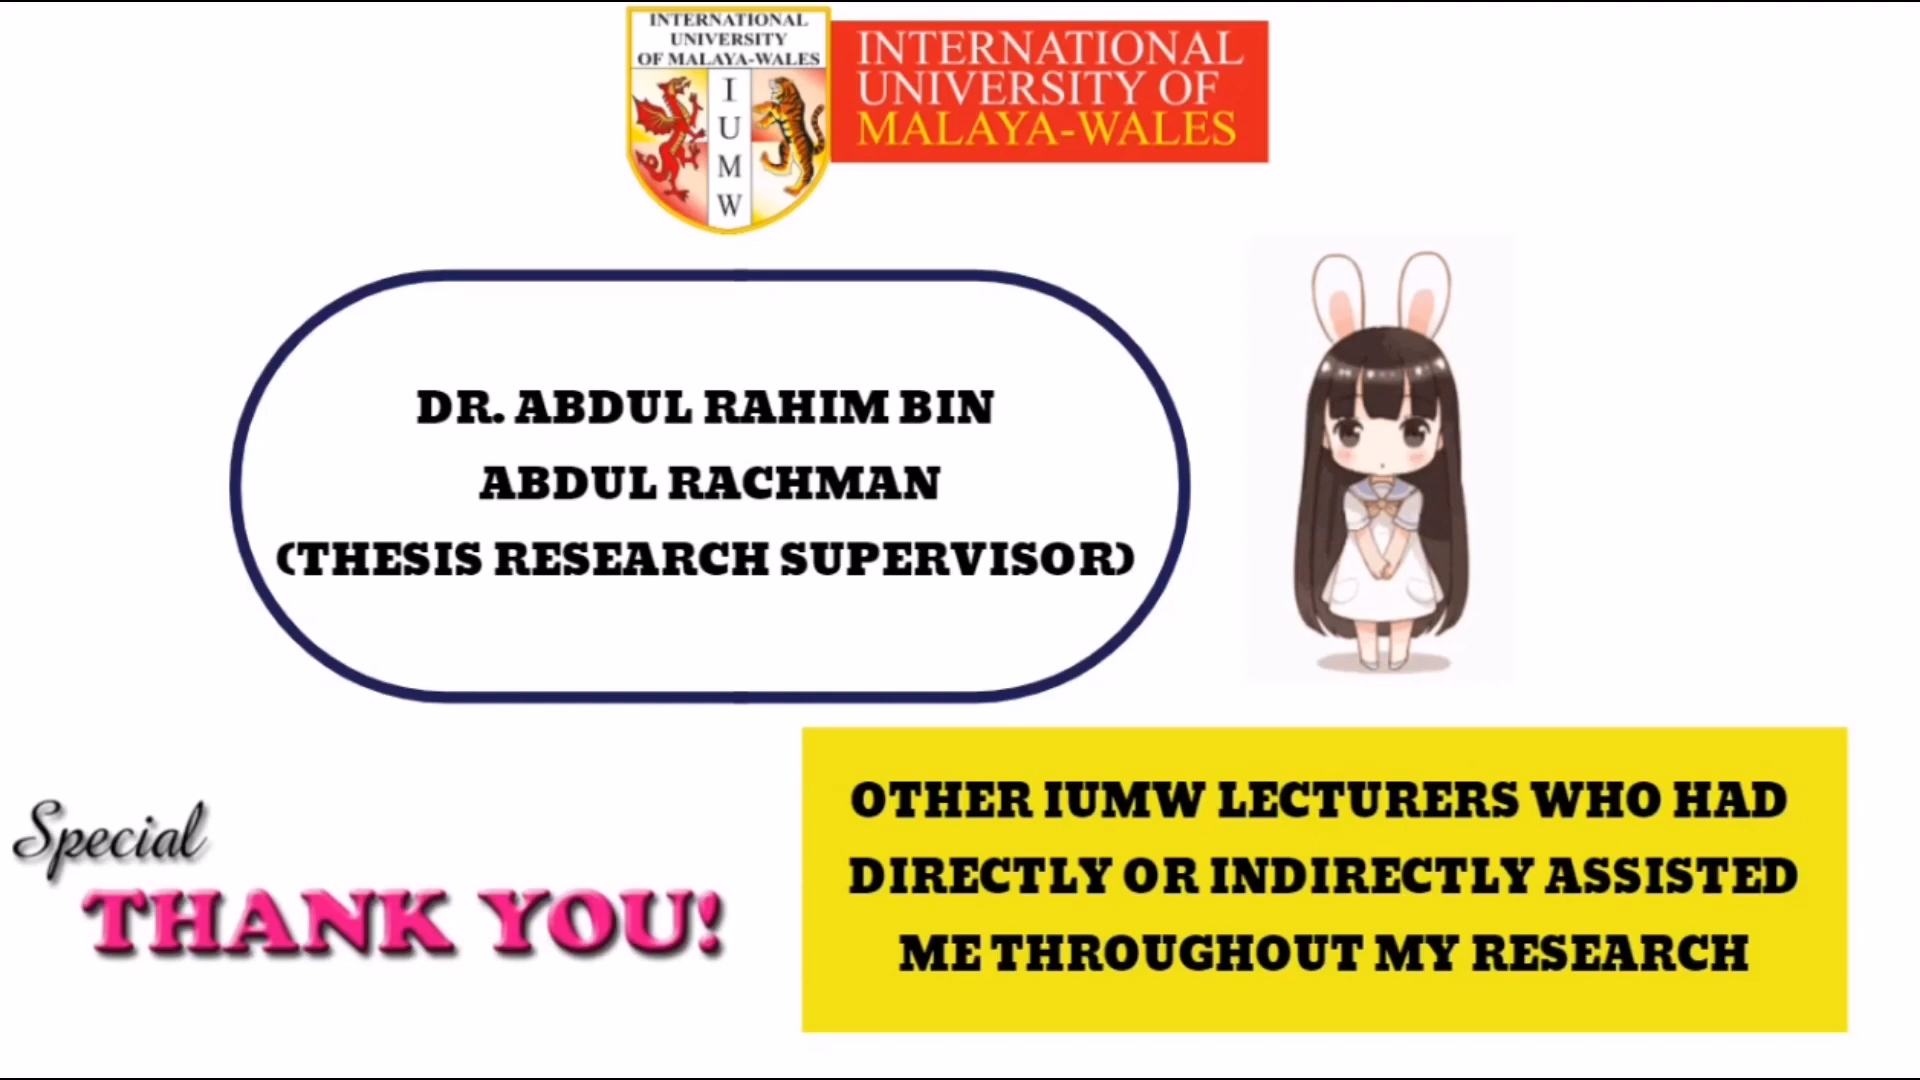 INTERNATIONAL
UNIVERSITY
OF MALAYA-WALES
I
U
M
W
INTERNATIONAL
UNIVERSITY OF
MALAYA-WALES
DR. ABDUL RAHIM BIN
ABDUL RACHMAN
(THESIS RESEARCH SUPERVISOR)
Special
THANK YOU!
OTHER IUMW LECTURERS WHO HAD
DIRECTLY OR INDIRECTLY ASSISTED
ME THROUGHOUT MY RESEARCH